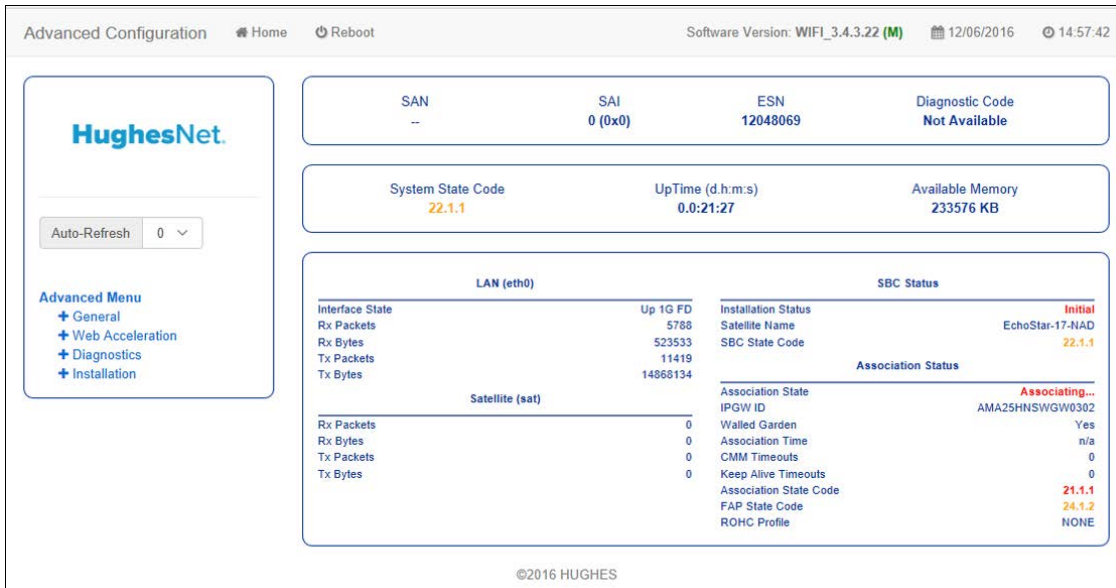 Advanced Configuration Home Reboot Software Version: WIFI_3.4.3.22 (M) 12/06/2016 14:57:42
HughesNet.
Auto-Refresh 0
Advanced Menu
General
Web Acceleration
Diagnostics
Installation
SAN SAI ESN Diagnostic Code
-- 0 (0x0) 12048069 Not Available
System State Code UpTime (d.h:m:s) Available Memory
22.1.1 0.0:21:27 233576 KB
LAN (eth0)
Interface State Up 1G FD
Rx Packets 5788
Rx Bytes 523533
Tx Packets 11419
Tx Bytes 14868134
Satellite (sat)
Rx Packets 0
Rx Bytes 0
Tx Packets 0
Tx Bytes 0
SBC Status
Installation Status Initial
Satellite Name EchoStar-17-NAD
SBC State Code 22.1.1
Association Status
Association State Associating...
IPGW ID AMA25HNSWGW0302
Walled Garden Yes
Association Time n/a
CMM Timeouts 0
Keep Alive Timeouts 0
Association State Code 21.1.1
FAP State Code 24.1.2
ROHC Profile NONE
©2016 HUGHES